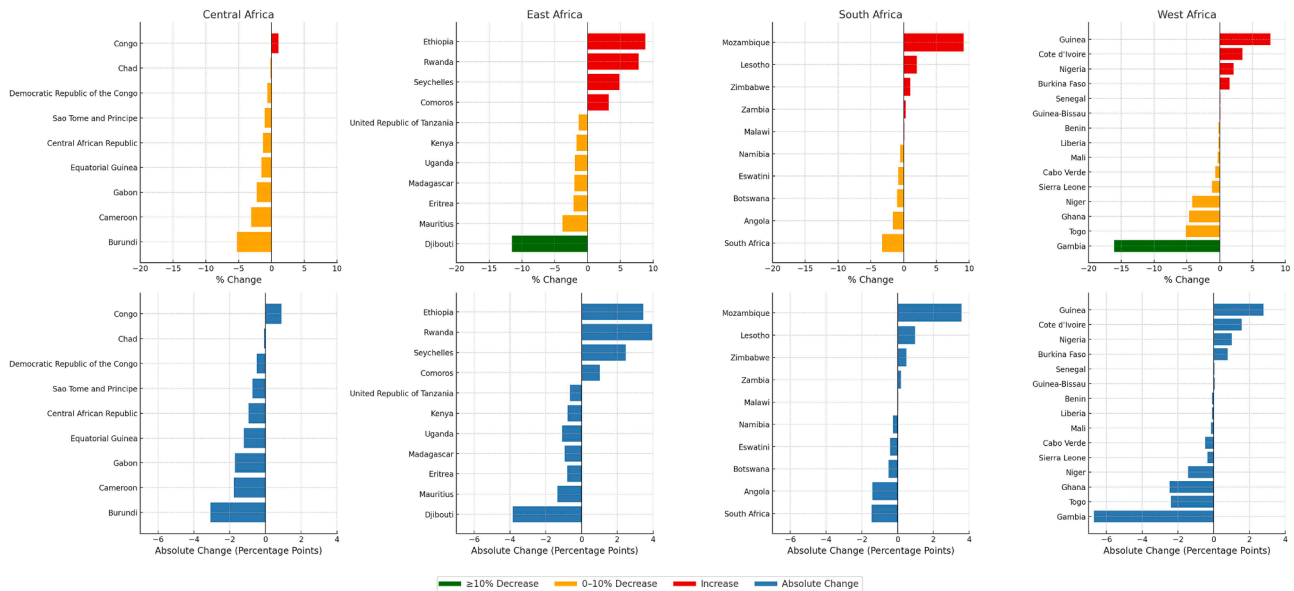 Central Africa
Congo
Chad
Democratic Republic of the Congo
Sao Tome and Principe
Central African Republic
Equatorial Guinea
Gabon
Cameroon
Burundi
−20 −15 −10 −5 0 5 10
% Change
East Africa
Ethiopia
Rwanda
Seychelles
Comoros
United Republic of Tanzania
Kenya
Uganda
Madagascar
Eritrea
Mauritius
Djibouti
−20 −15 −10 −5 0 5 10
% Change
South Africa
Mozambique
Lesotho
Zimbabwe
Zambia
Malawi
Namibia
Eswatini
Botswana
Angola
South Africa
−20 −15 −10 −5 0 5 10
% Change
West Africa
Guinea
Cote d'Ivoire
Nigeria
Burkina Faso
Senegal
Guinea-Bissau
Benin
Liberia
Mali
Cabo Verde
Sierra Leone
Niger
Ghana
Togo
Gambia
−20 −15 −10 −5 0 5 10
% Change
Congo
Chad
Democratic Republic of the Congo
Sao Tome and Principe
Central African Republic
Equatorial Guinea
Gabon
Cameroon
Burundi
−6 −4 −2 0 2 4
Absolute Change (Percentage Points)
Ethiopia
Rwanda
Seychelles
Comoros
United Republic of Tanzania
Kenya
Uganda
Madagascar
Eritrea
Mauritius
Djibouti
−6 −4 −2 0 2 4
Absolute Change (Percentage Points)
Mozambique
Lesotho
Zimbabwe
Zambia
Malawi
Namibia
Eswatini
Botswana
Angola
South Africa
−6 −4 −2 0 2 4
Absolute Change (Percentage Points)
Guinea
Cote d'Ivoire
Nigeria
Burkina Faso
Senegal
Guinea-Bissau
Benin
Liberia
Mali
Cabo Verde
Sierra Leone
Niger
Ghana
Togo
Gambia
−6 −4 −2 0 2 4
Absolute Change (Percentage Points)
≥10% Decrease 0–10% Decrease Increase Absolute Change